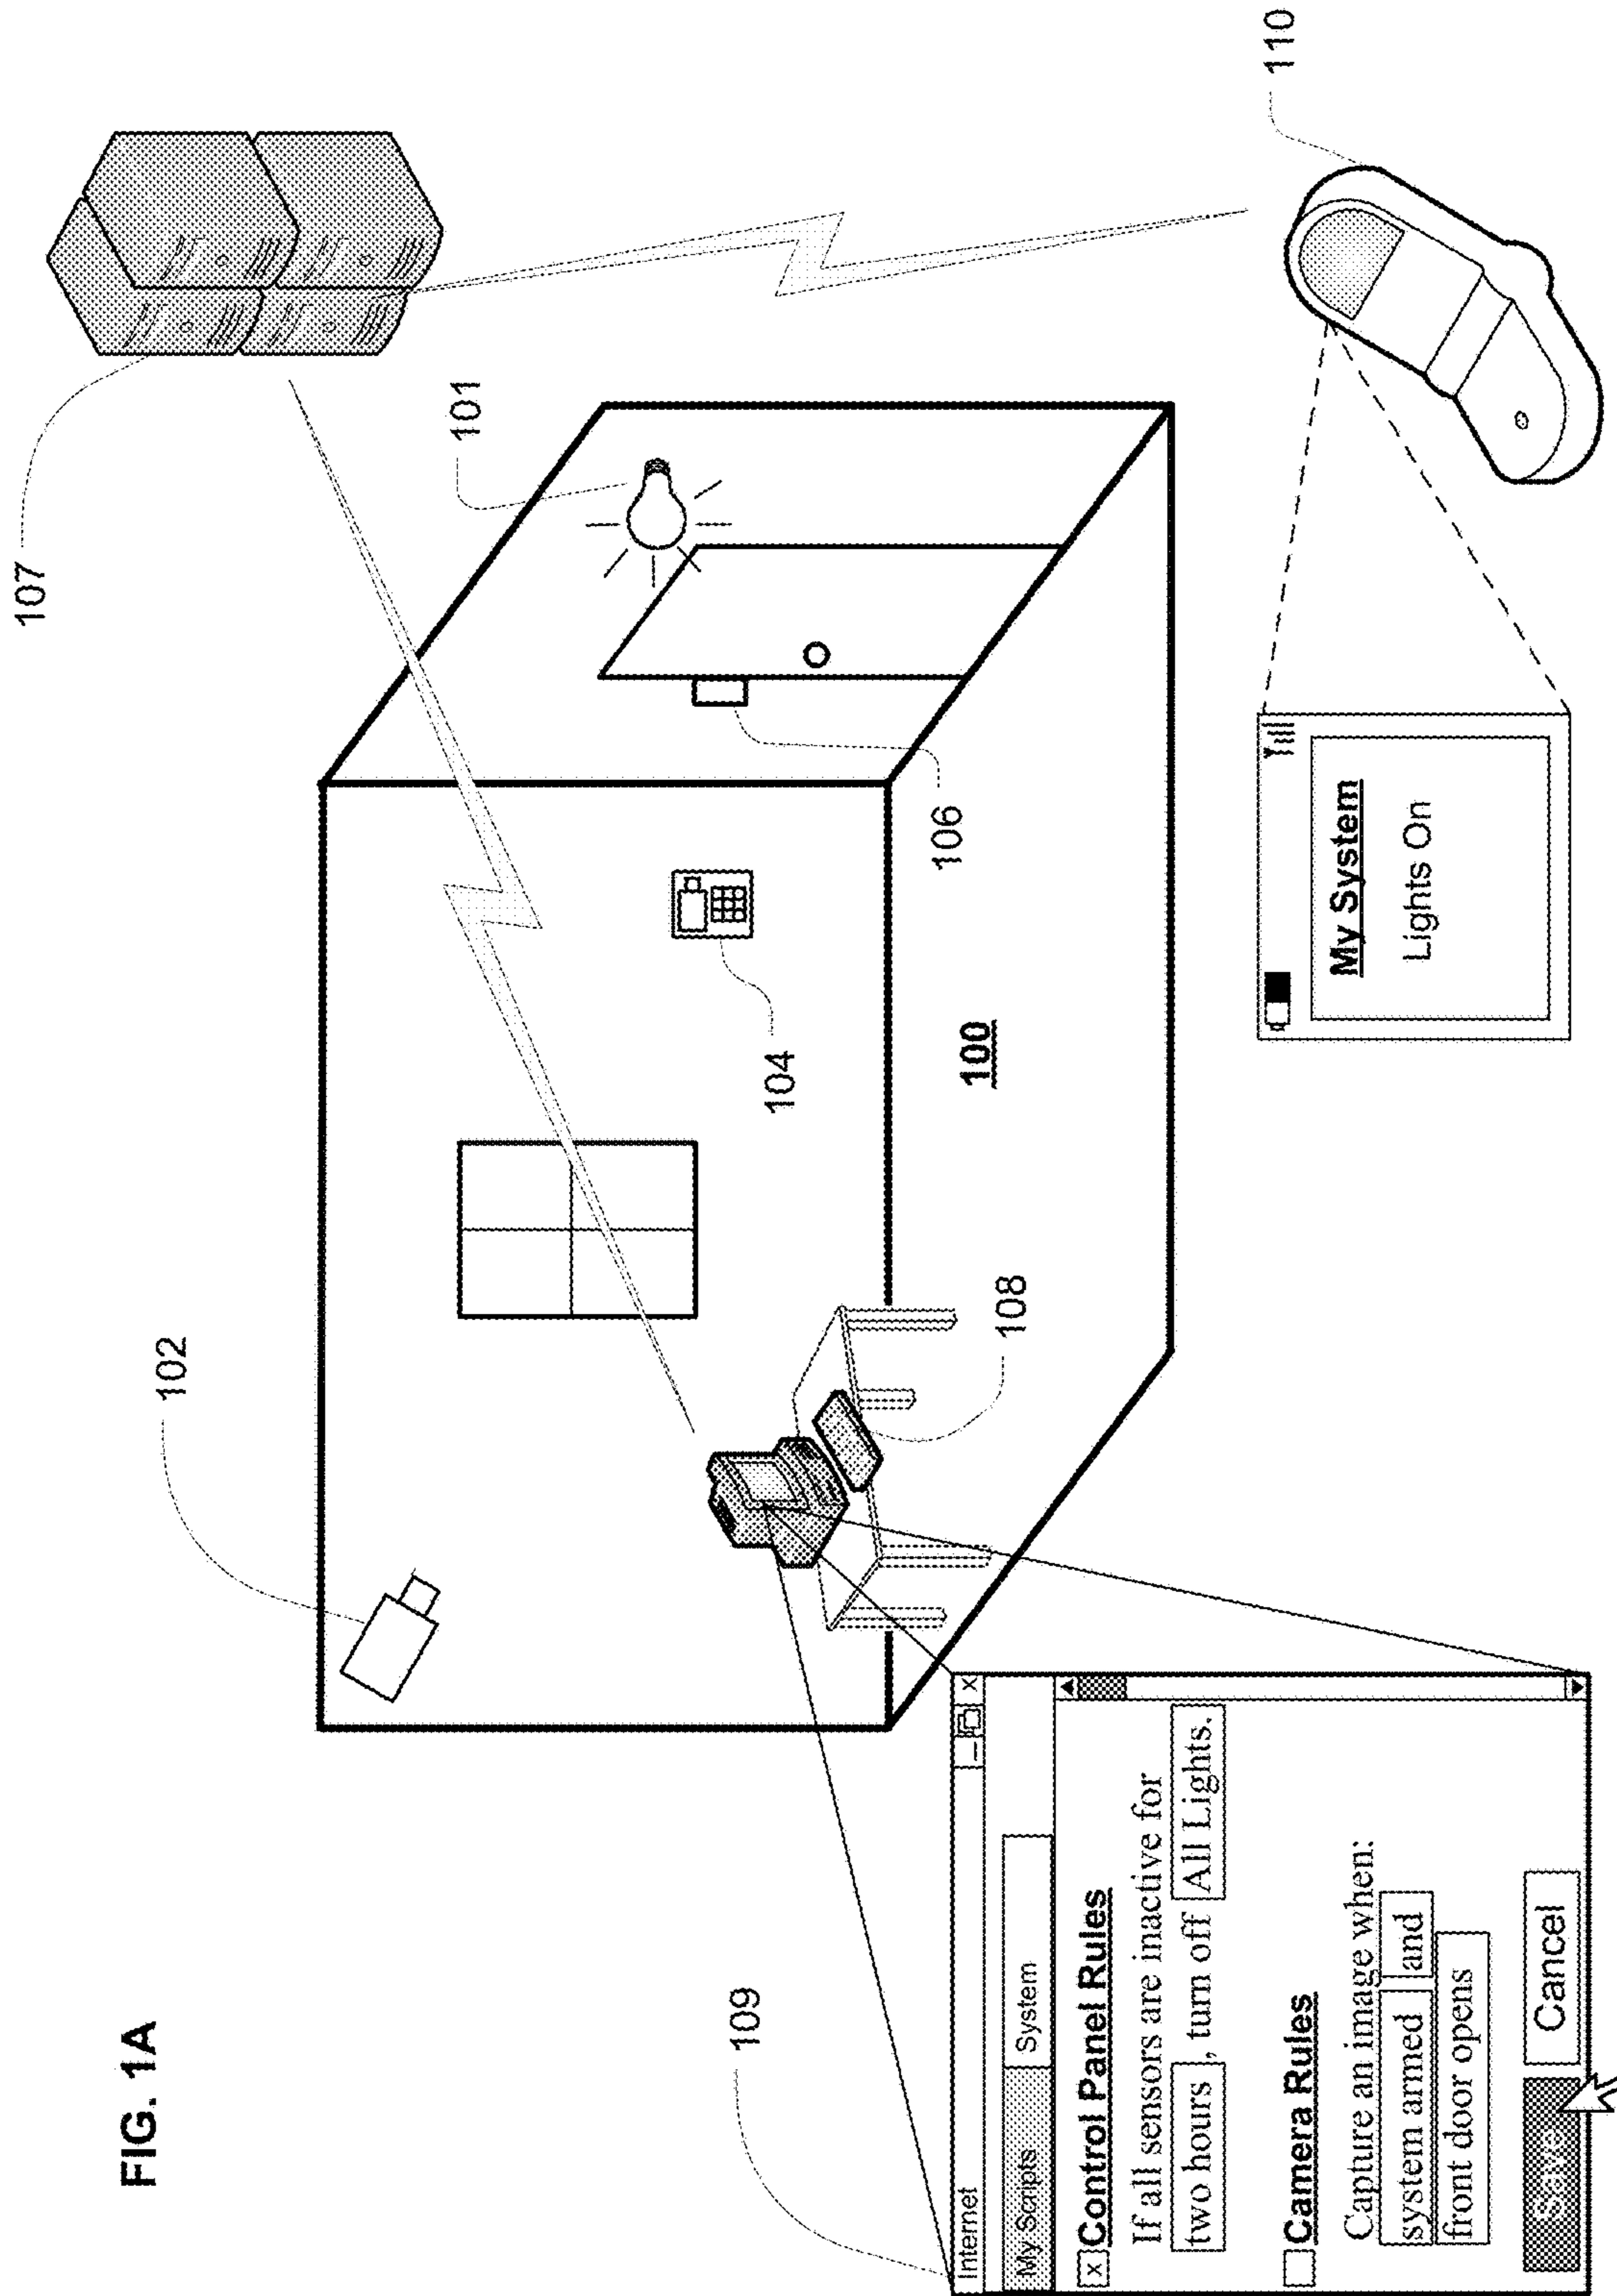 FIG. 1A
107
102
101
104
106
100
108
109
110
Internet
X
My Scripts
System
x Control Panel Rules
If all sensors are inactive for
two hours , turn off All Lights.
Camera Rules
Capture an image when:
system armed and
front door opens
Save
Cancel
My System
Lights On